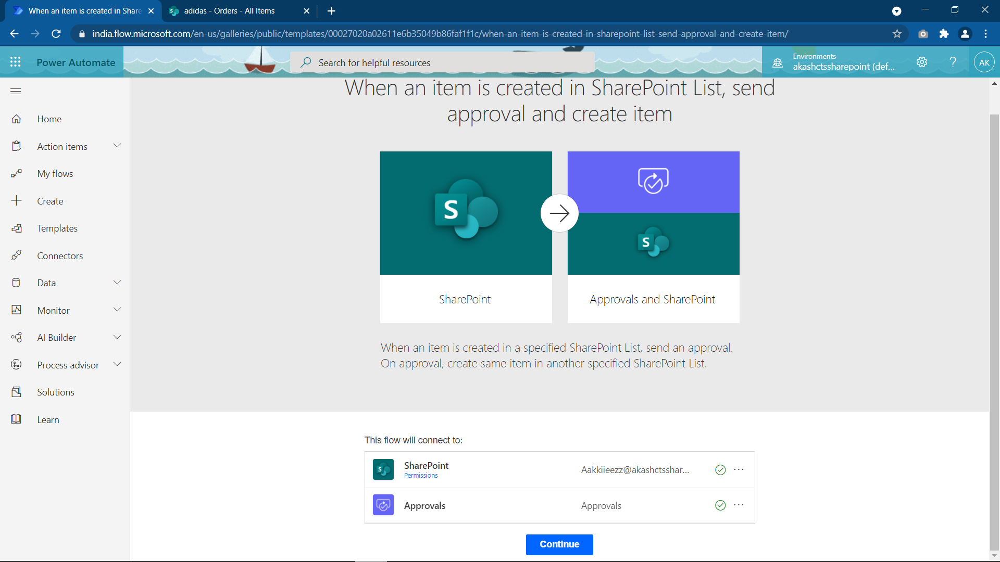 When an item is created in Share
adidas - Orders - All Items
india.flow.microsoft.com/en-us/galleries/public/templates/00027020a02611e6b35049b86faf1f1c/when-an-item-is-created-in-sharepoint-list-send-approval-and-create-item/
Power Automate
Search for helpful resources
Environments
akashctssharepoint (def...
AK
Home
Action items
My flows
Create
Templates
Connectors
Data
Monitor
AI Builder
Process advisor
Solutions
Learn
When an item is created in SharePoint List, send
approval and create item
S
S
SharePoint
Approvals and SharePoint
When an item is created in a specified SharePoint List, send an approval.
On approval, create same item in another specified SharePoint List.
This flow will connect to:
S
SharePoint
Permissions
Aakkiieezz@akashctsshar...
Approvals
Approvals
Continue